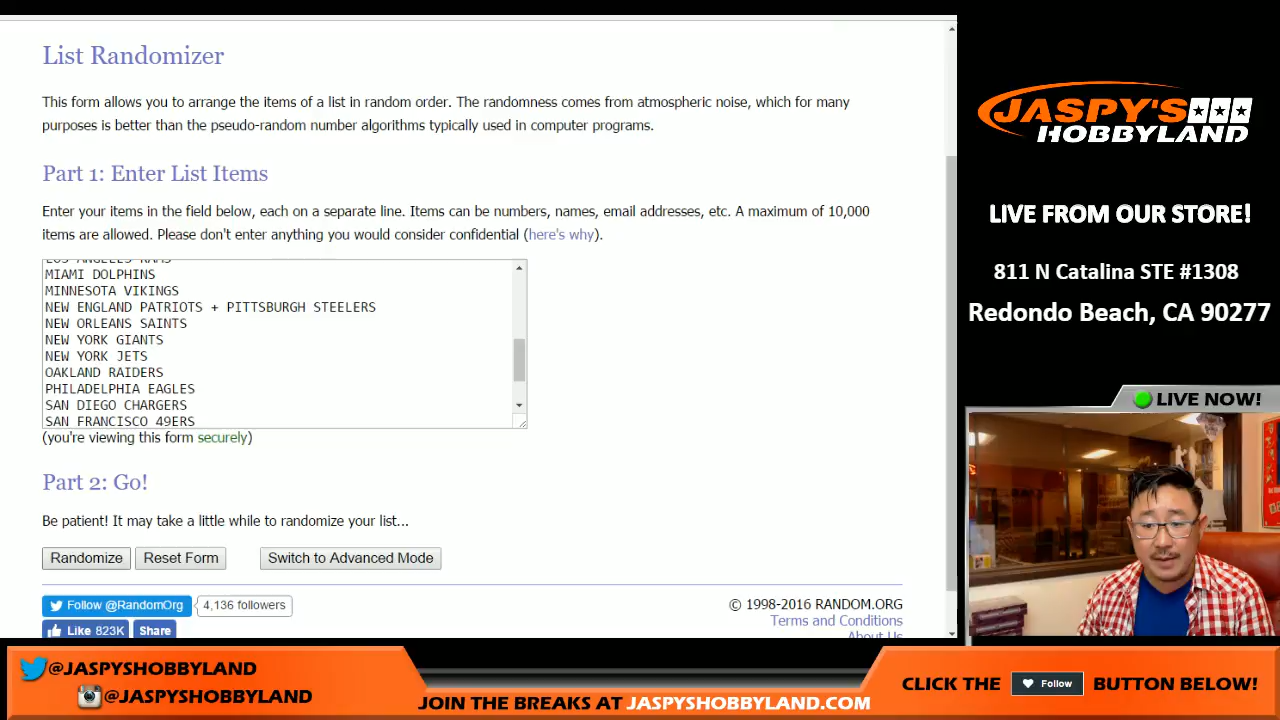 List Randomizer
This form allows you to arrange the items of a list in random order. The randomness comes from atmospheric noise, which for many
purposes is better than the pseudo-random number algorithms typically used in computer programs.
Part 1: Enter List Items
Enter your items in the field below, each on a separate line. Items can be numbers, names, email addresses, etc. A maximum of 10,000
items are allowed. Please don't enter anything you would consider confidential (here's why).
LOS ANGELES RAMS
MIAMI DOLPHINS
MINNESOTA VIKINGS
NEW ENGLAND PATRIOTS + PITTSBURGH STEELERS
NEW ORLEANS SAINTS
NEW YORK GIANTS
NEW YORK JETS
OAKLAND RAIDERS
PHILADELPHIA EAGLES
SAN DIEGO CHARGERS
SAN FRANCISCO 49ERS
(you're viewing this form securely)
Part 2: Go!
Be patient! It may take a little while to randomize your list...
Randomize Reset Form Switch to Advanced Mode
Follow @RandomOrg 4,136 followers
Like 823K Share
© 1998-2016 RANDOM.ORG
Terms and Conditions
About Us
JASPY'S
HOBBYLAND
LIVE FROM OUR STORE!
811 N Catalina STE #1308
Redondo Beach, CA 90277
LIVE NOW!
@JASPYSHOBBYLAND
@JASPYSHOBBYLAND
JOIN THE BREAKS AT JASPYSHOBBYLAND.COM
CLICK THE Follow BUTTON BELOW!